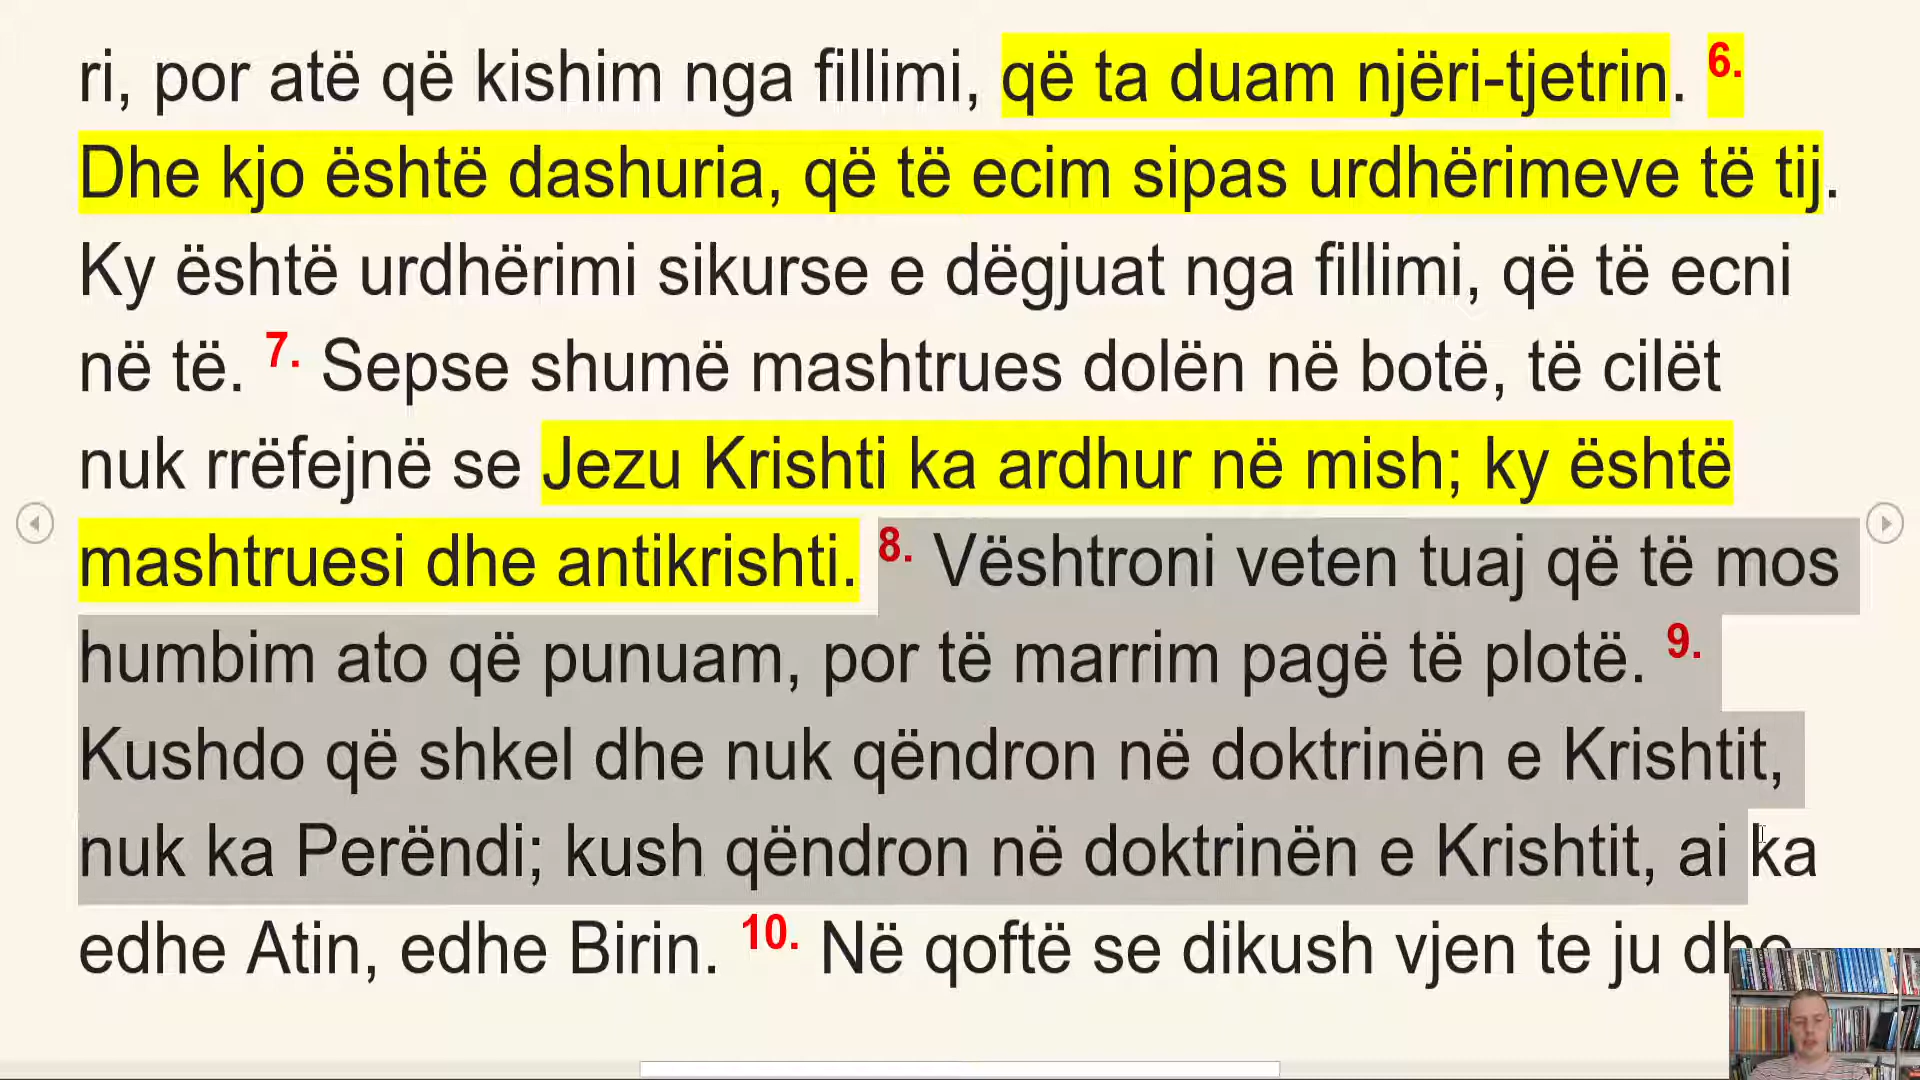 ri, por atë që kishim nga fillimi, që ta duam njëri-tjetrin. 6.
Dhe kjo është dashuria, që të ecim sipas urdhërimeve të tij.
Ky është urdhërimi sikurse e dëgjuat nga fillimi, që të ecni
në të. 7. Sepse shumë mashtrues dolën në botë, të cilët
nuk rrëfejnë se Jezu Krishti ka ardhur në mish; ky është
mashtruesi dhe antikrishti. 8. Vështroni veten tuaj që të mos
humbim ato që punuam, por të marrim pagë të plotë. 9.
Kushdo që shkel dhe nuk qëndron në doktrinën e Krishtit,
nuk ka Perëndi; kush qëndron në doktrinën e Krishtit, ai ka
edhe Atin, edhe Birin. 10. Në qoftë se dikush vjen te ju dhe